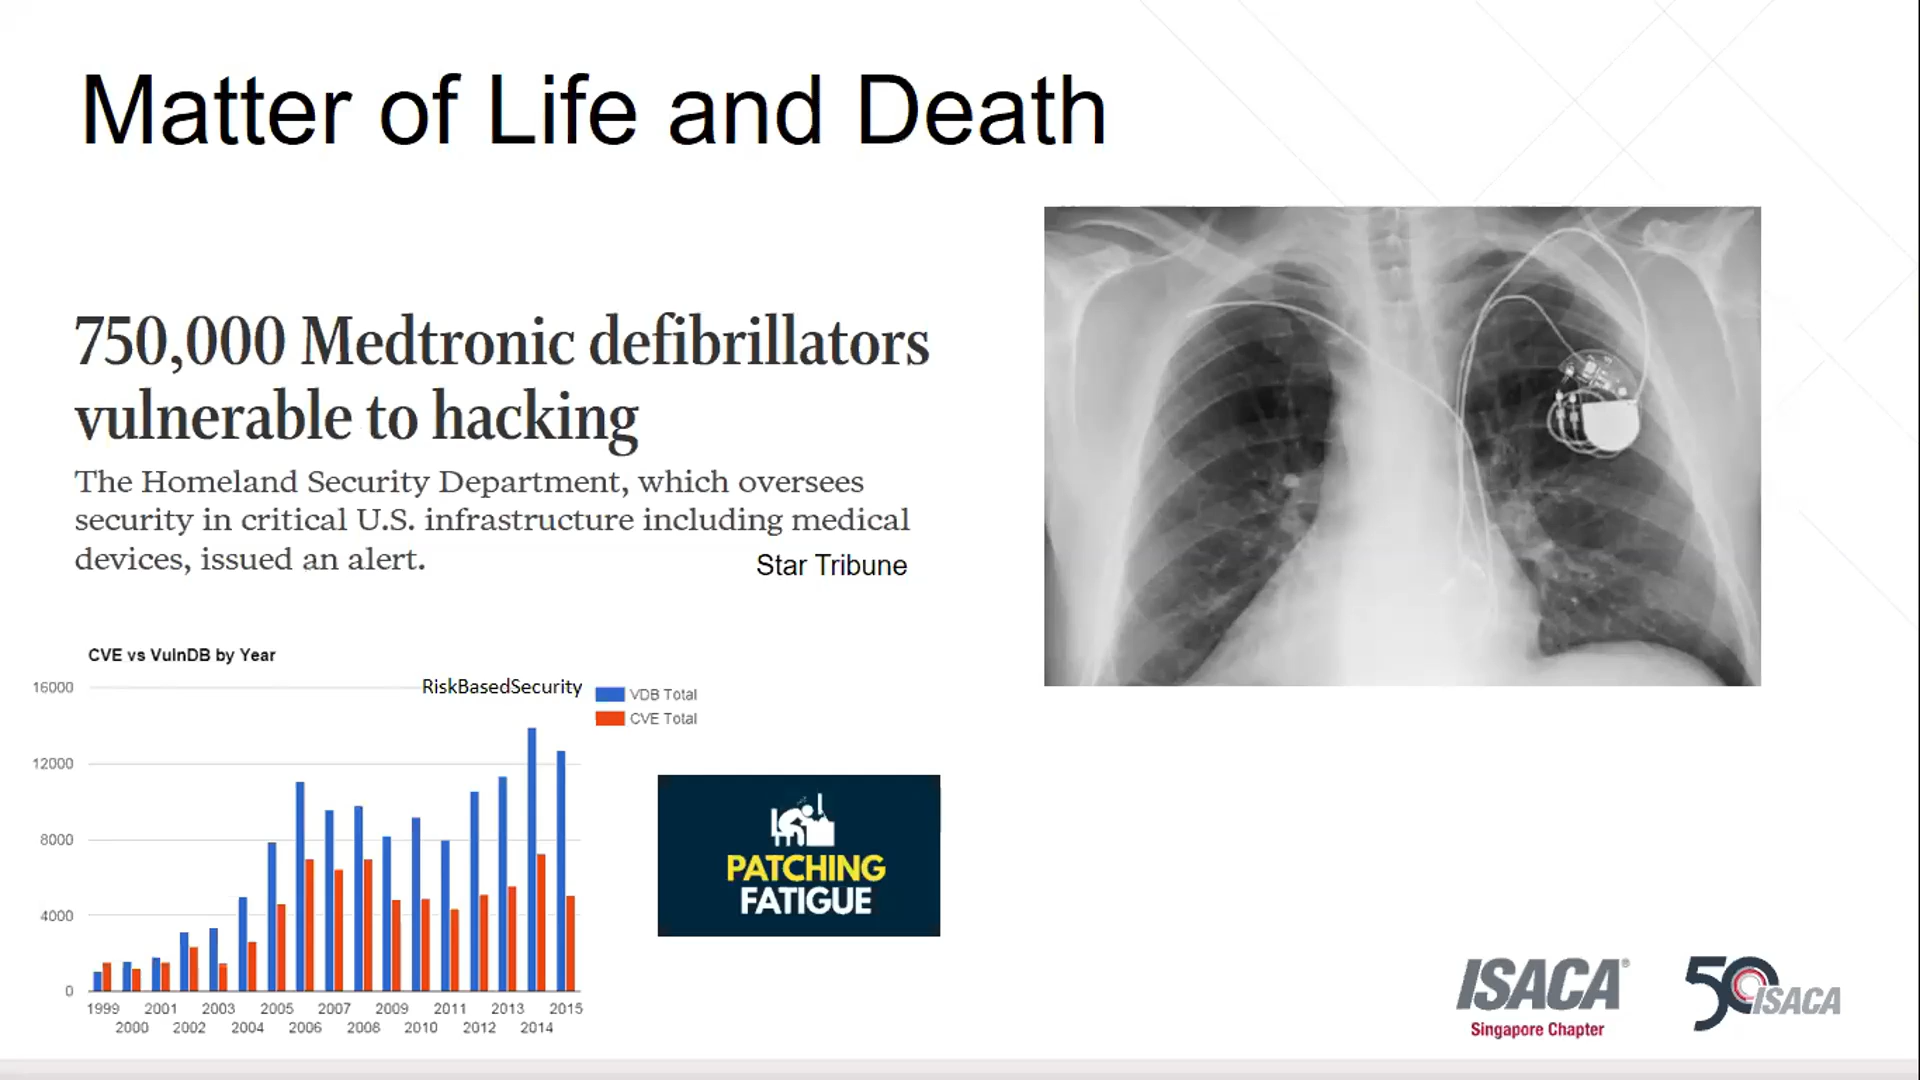 Matter of Life and Death
750,000 Medtronic defibrillators
vulnerable to hacking
The Homeland Security Department, which oversees
security in critical U.S. infrastructure including medical
devices, issued an alert.
Star Tribune
CVE vs VulnDB by Year
RiskBasedSecurity
VDB Total
CVE Total
16000
12000
8000
4000
0
1999 2001 2003 2005 2007 2009 2011 2013 2015
2000 2002 2004 2006 2008 2010 2012 2014
PATCHING
FATIGUE
ISACA®
Singapore Chapter
50 ISACA